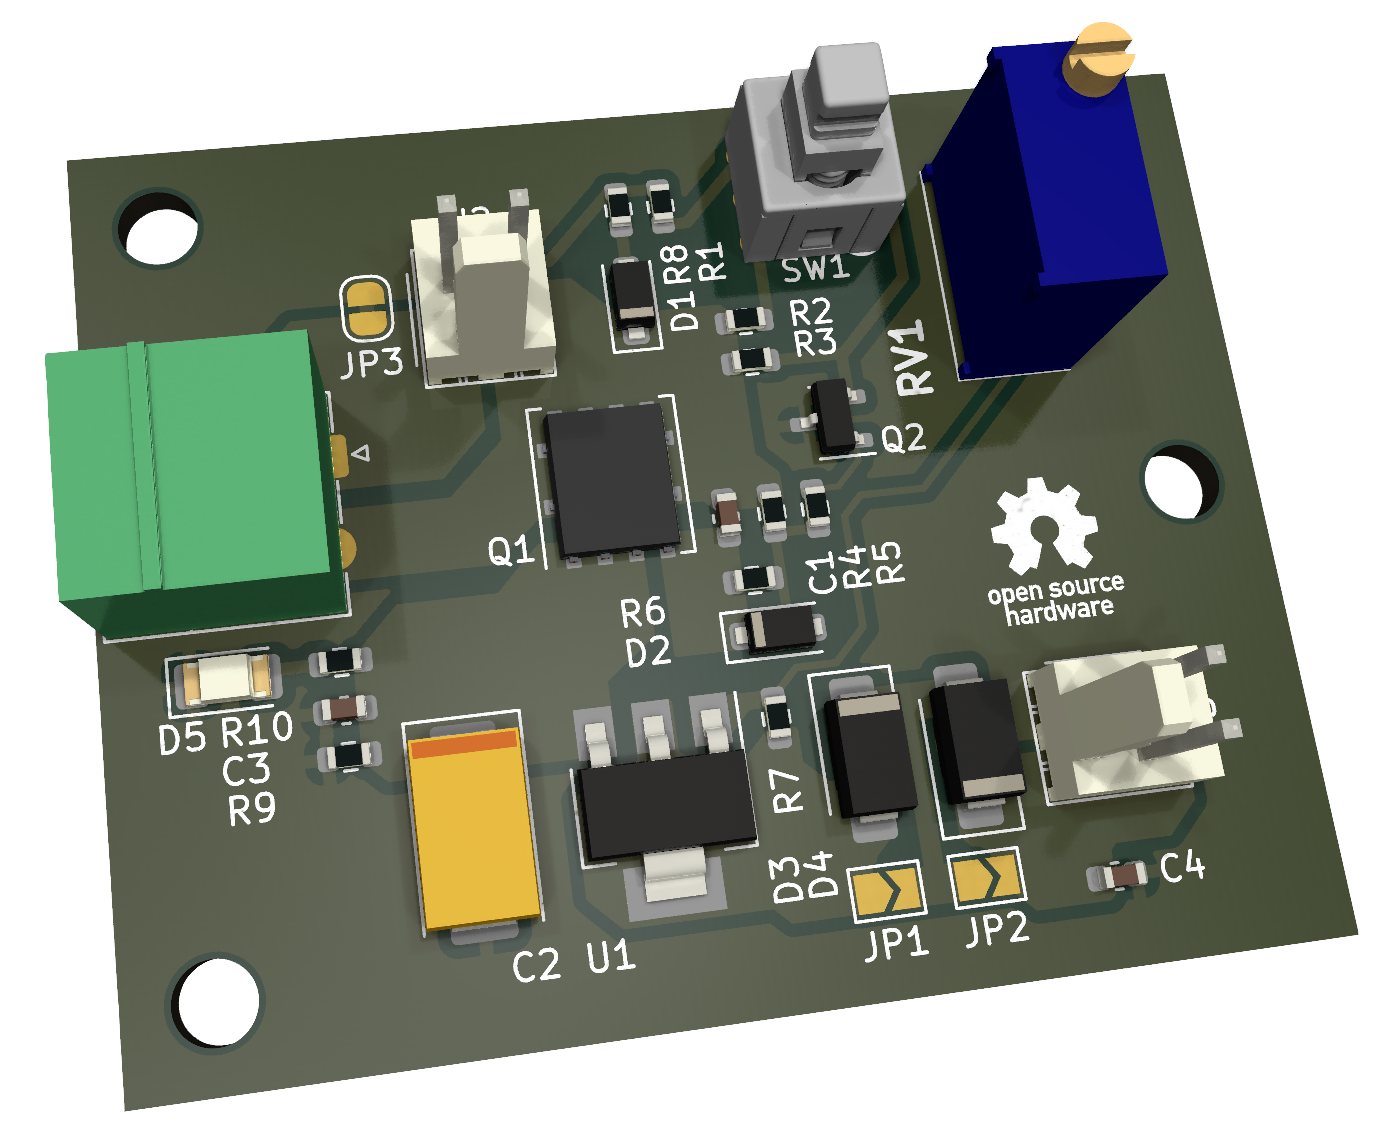 SW1
R8
R1
D1
R2
R3
JP3
RV1
Q2
Q1
C1
R4
R5
open source
hardware
R6
D2
D5
R10
C3
R9
R7
D3
D4
C4
JP1
JP2
C2
U1